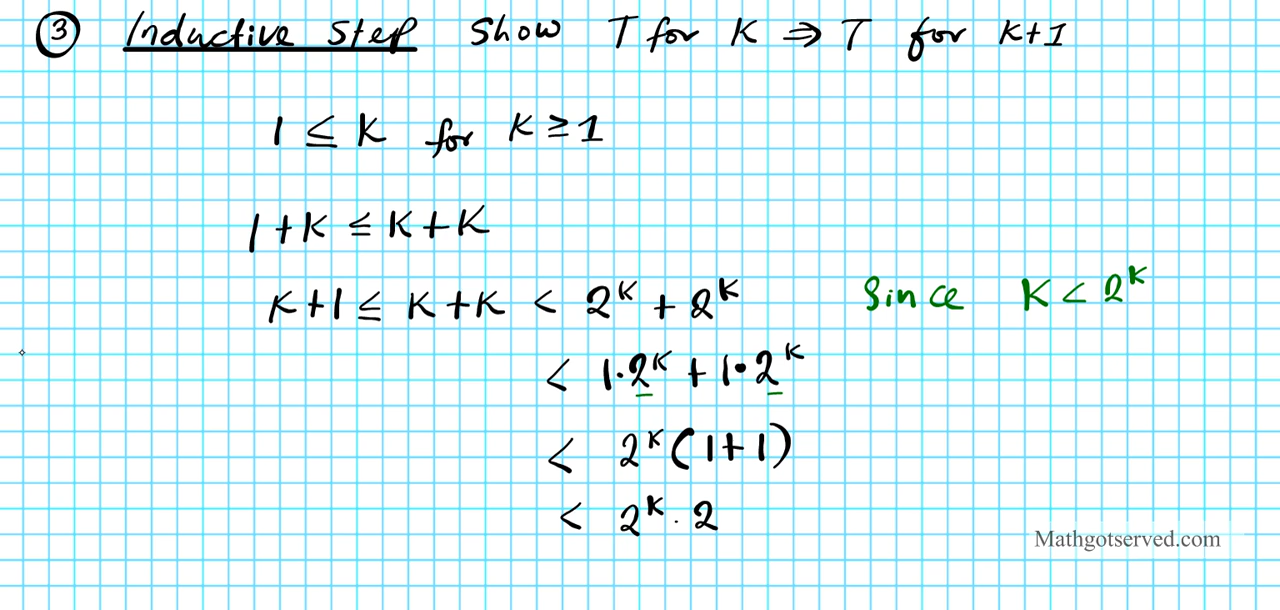 ③ Inductive Step Show T for K ⇒ T for K+1
1 ≤ K for K ≥ 1
1 + K ≤ K + K
K + 1 ≤ K + K < 2^K + 2^K Since K < 2^K
< 1·2^K + 1·2^K
< 2^K (1+1)
< 2^K · 2
Mathgotserved.com